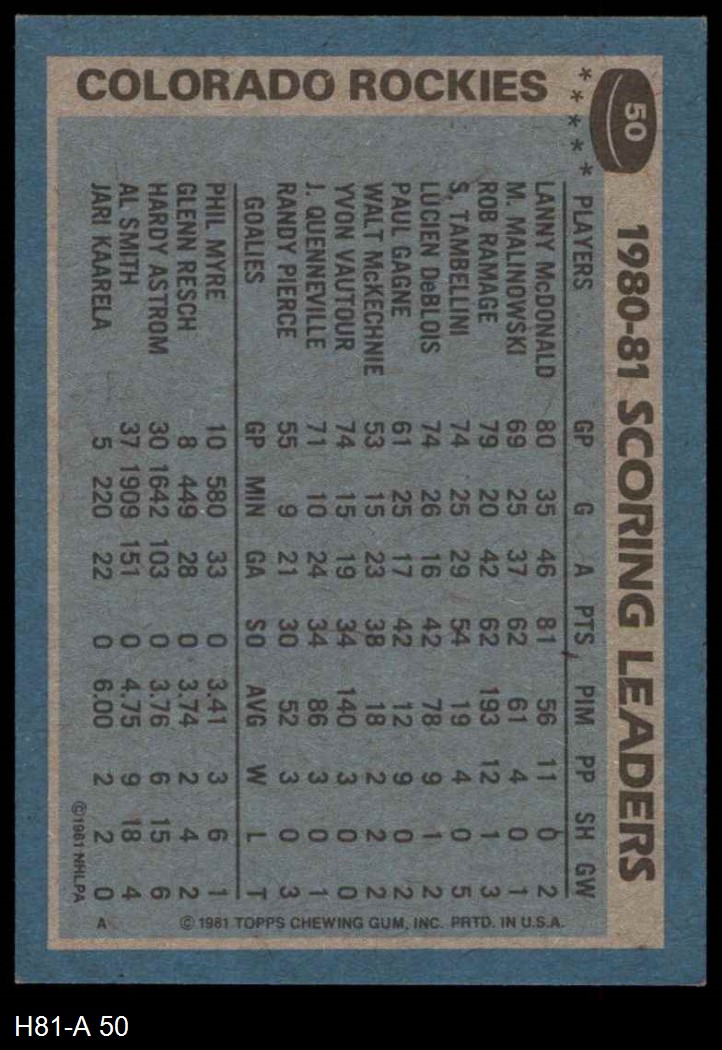 COLORADO ROCKIES
50
1980-81 SCORING LEADERS
PLAYERS GP G A PTS PIM PP SH GW
LANNY McDONALD 80 35 46 81 56 11 0 2
M. MALINOWSKI 69 25 37 62 61 4 0 1
ROB RAMAGE 79 20 42 62 193 12 1 3
S. TAMBELLINI 74 25 29 54 19 4 0 5
LUCIEN DeBLOIS 74 26 16 42 78 9 1 2
PAUL GAGNE 61 25 17 42 12 9 0 2
WALT McKECHNIE 53 15 23 38 18 2 2 2
YVON VAUTOUR 74 15 19 34 140 3 0 0
J. QUENNEVILLE 71 10 24 34 86 3 0 1
RANDY PIERCE 55 9 21 30 52 3 0 3
GOALIES GP MIN GA SO AVG W L T
PHIL MYRE 10 580 33 0 3.41 3 6 1
GLENN RESCH 8 449 28 0 3.74 2 4 2
HARDY ASTROM 30 1642 103 0 3.76 6 15 6
AL SMITH 37 1909 151 0 4.75 9 18 4
JARI KAARELA 5 220 22 0 6.00 2 2 0
© 1981 NHLPA
© 1981 TOPPS CHEWING GUM, INC. PRTD. IN U.S.A.
A
H81-A 50